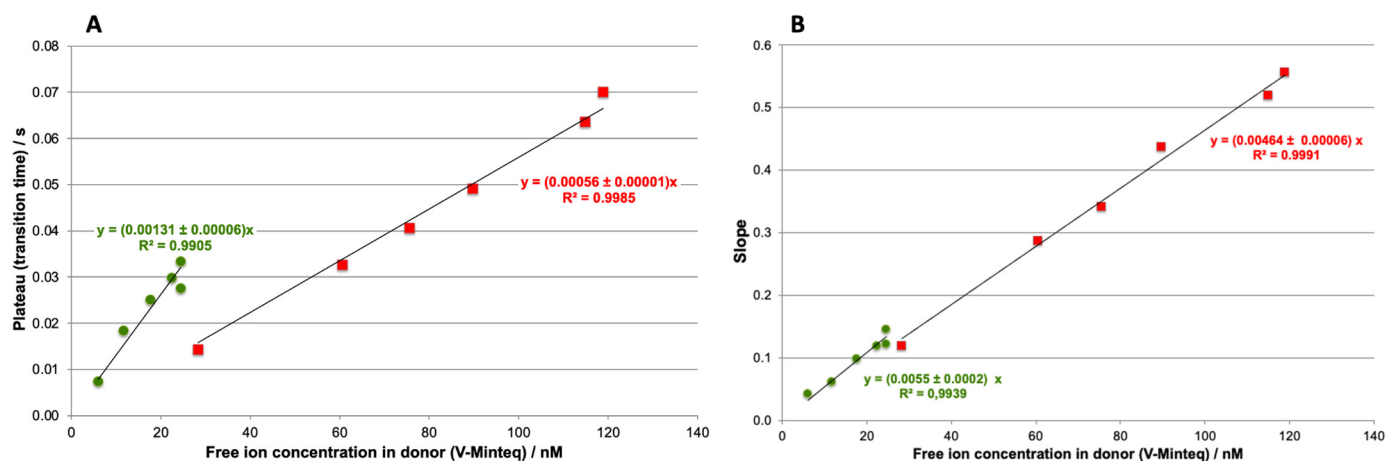 A
Plateau (transition time) / s
0.08
0.07
0.06
0.05
0.04
0.03
0.02
0.01
0.00
y = (0.00131 ± 0.00006)x
R² = 0.9905
y = (0.00056 ± 0.00001)x
R² = 0.9985
0 20 40 60 80 100 120 140
Free ion concentration in donor (V-Minteq) / nM
B
Slope
0.6
0.5
0.4
0.3
0.2
0.1
0.0
y = (0.00464 ± 0.00006) x
R² = 0.9991
y = (0.0055 ± 0.0002) x
R² = 0,9939
0 20 40 60 80 100 120 140
Free ion concentration in donor (V-Minteq) / nM